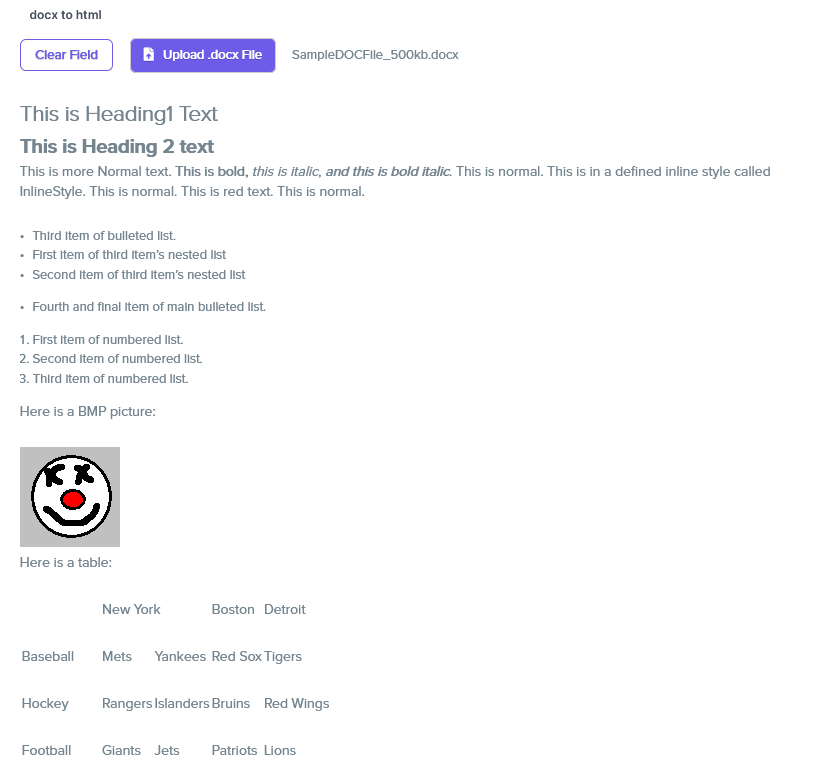 docx to html
Clear Field Upload .docx File SampleDOCFile_500kb.docx
This is Heading1 Text
This is Heading 2 text
This is more Normal text. This is bold, this is italic, and this is bold italic. This is normal. This is in a defined inline style called
InlineStyle. This is normal. This is red text. This is normal.
• Third item of bulleted list.
• First item of third item’s nested list
• Second item of third item’s nested list
• Fourth and final item of main bulleted list.
1. First item of numbered list.
2. Second item of numbered list.
3. Third item of numbered list.
Here is a BMP picture:
Here is a table:
New York Boston Detroit
Baseball Mets Yankees Red Sox Tigers
Hockey Rangers Islanders Bruins Red Wings
Football Giants Jets Patriots Lions